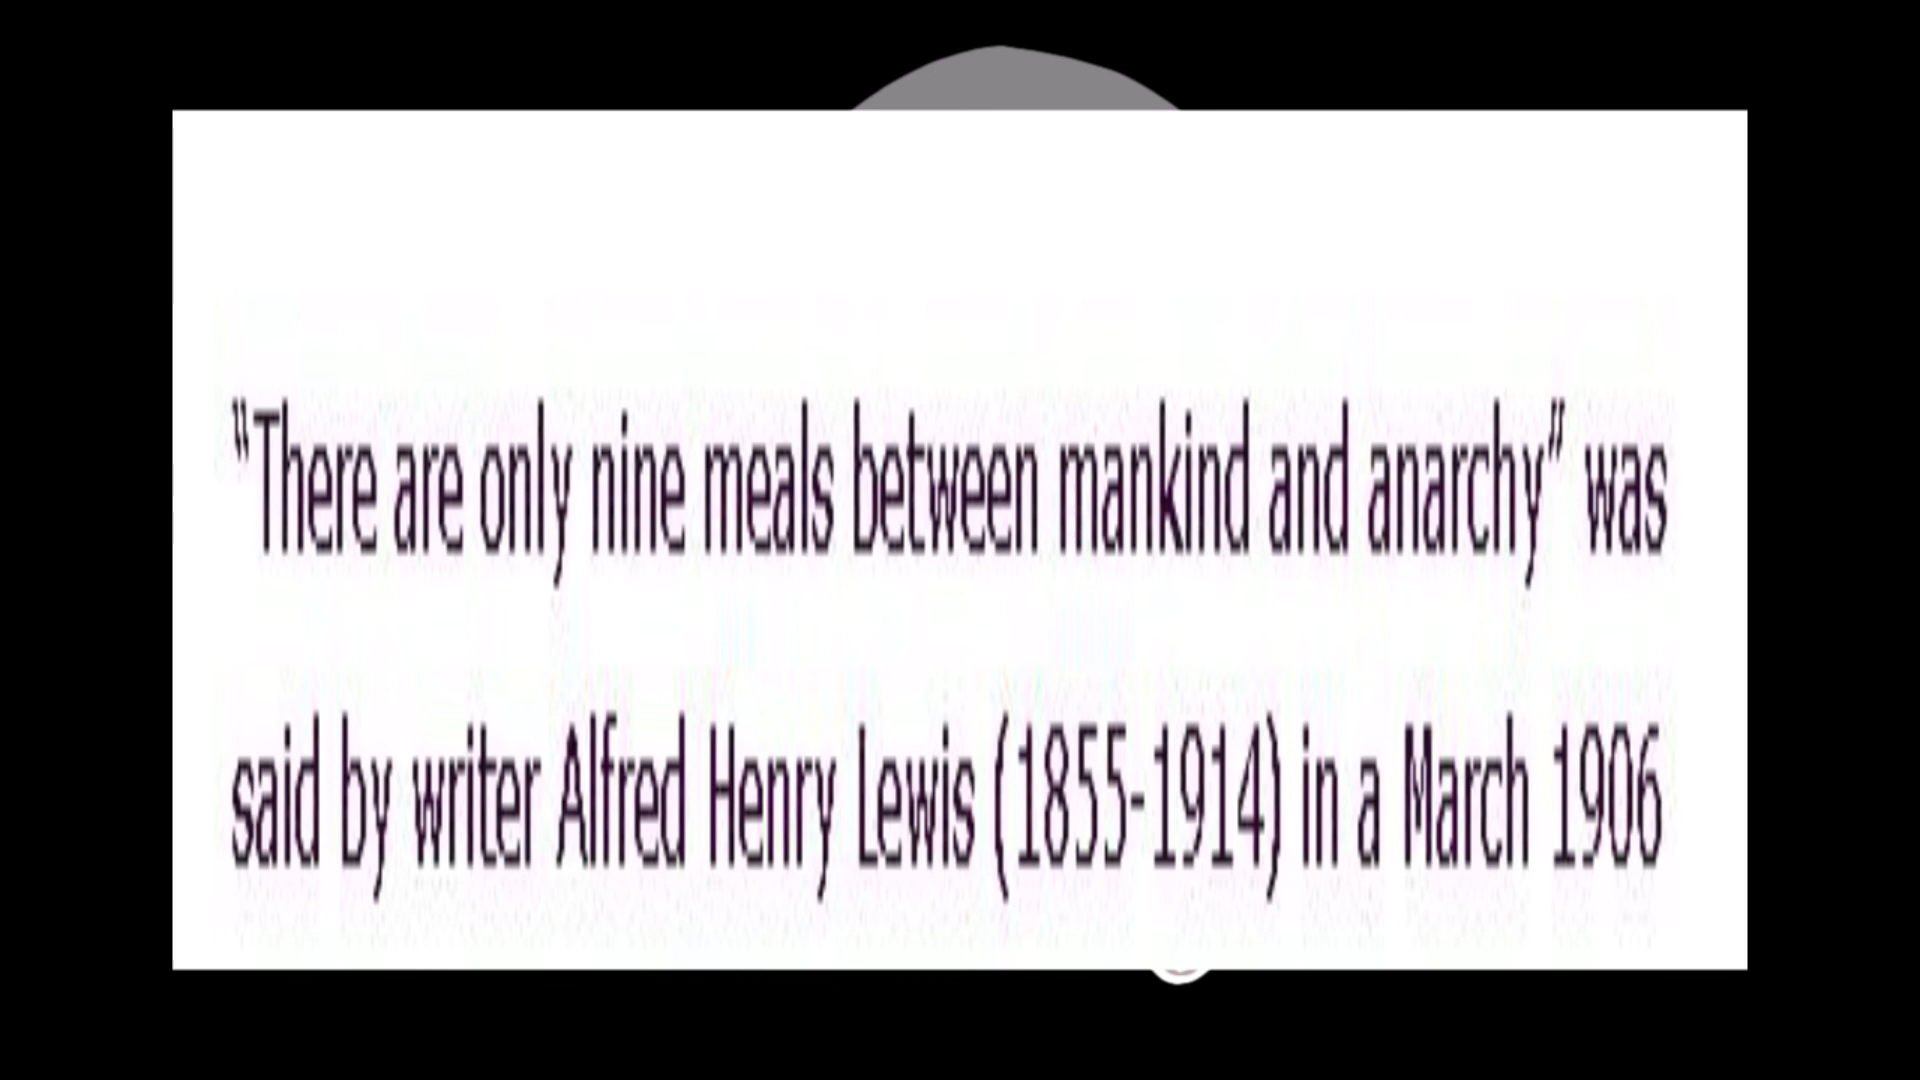 “There are only nine meals between mankind and anarchy” was
said by writer Alfred Henry Lewis (1855-1914) in a March 1906